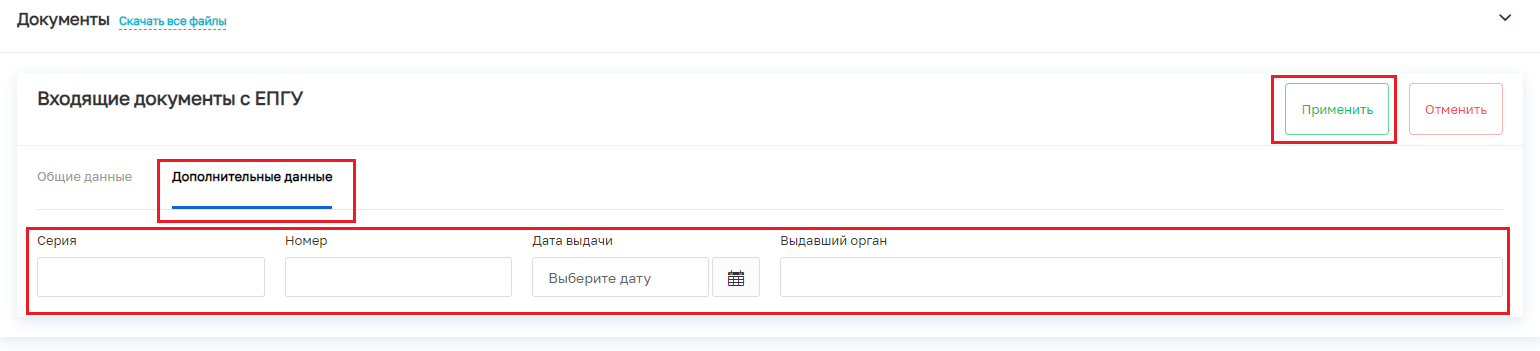 Документы Скачать все файлы
Входящие документы с ЕПГУ
Применить Отменить
Общие данные Дополнительные данные
Серия Номер Дата выдачи Выдавший орган
Выберите дату